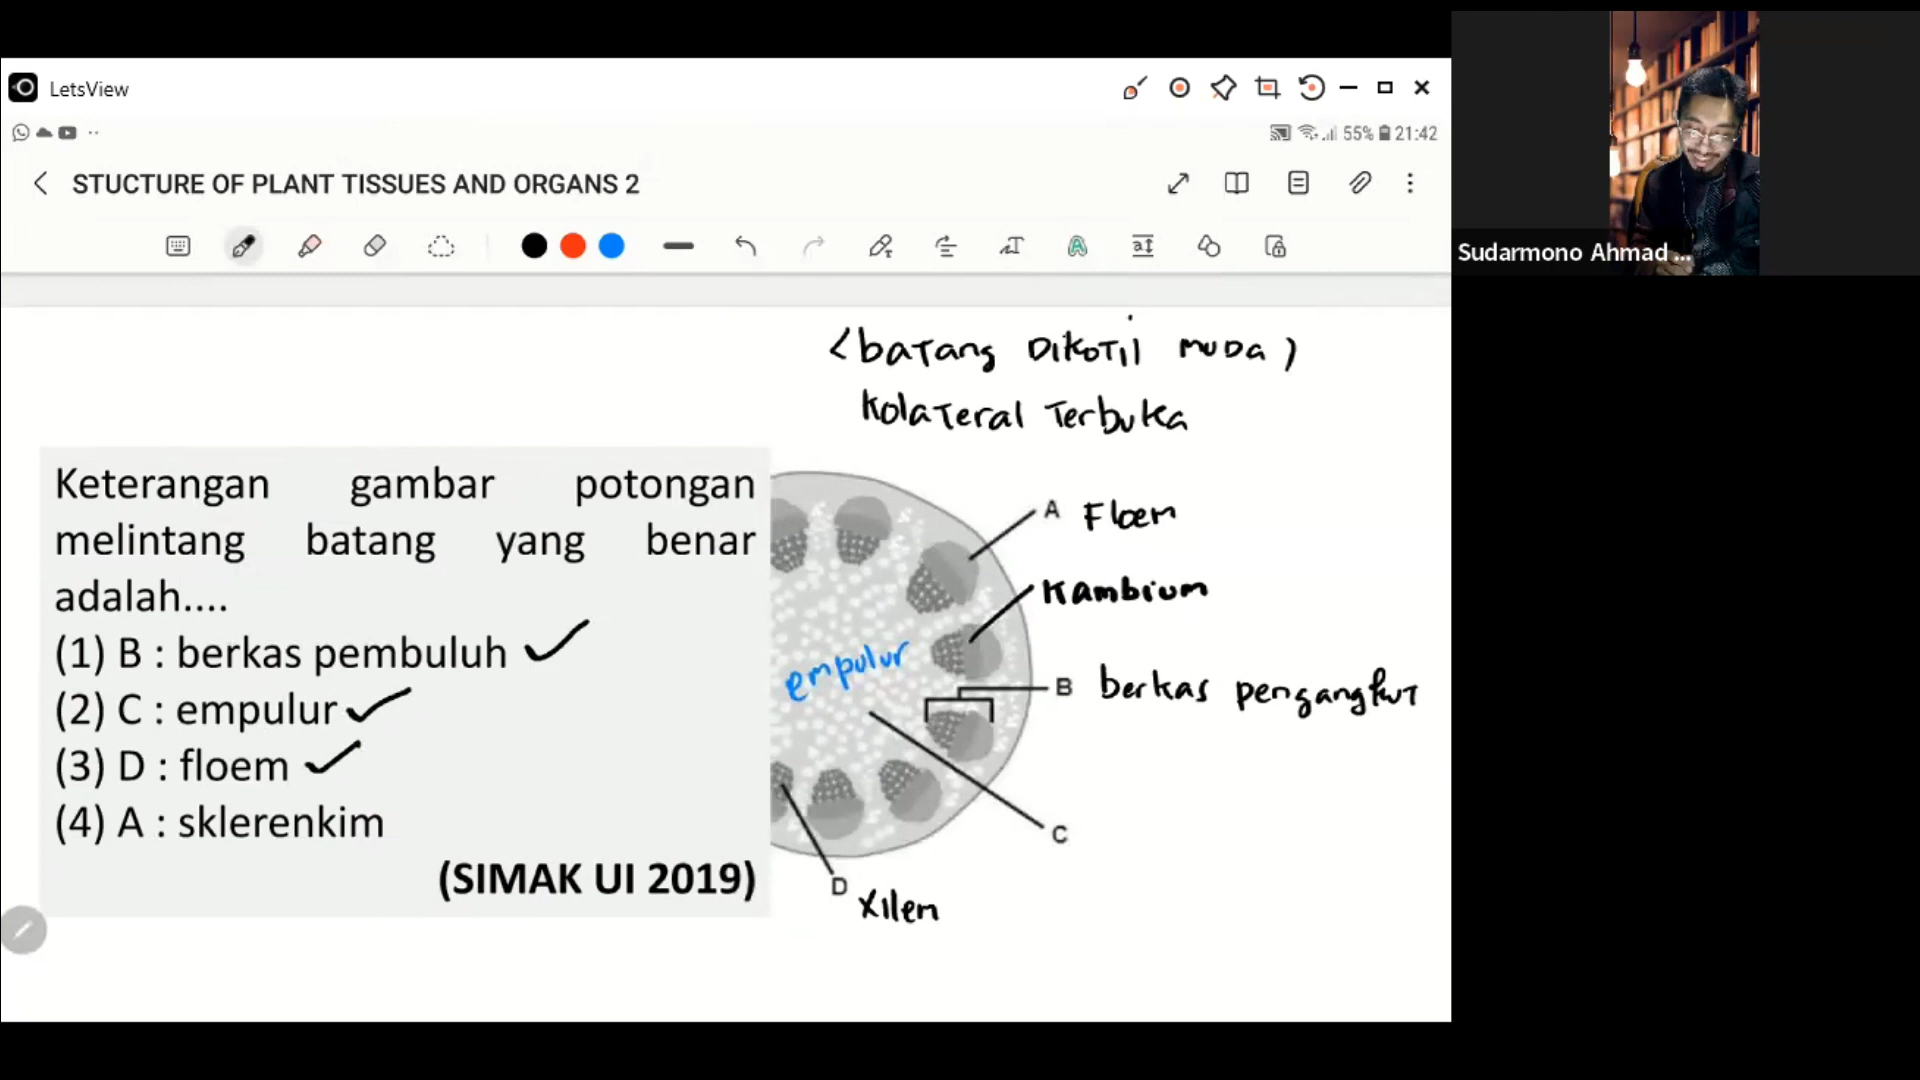 LetsView
55% 21:42
STUCTURE OF PLANT TISSUES AND ORGANS 2
Sudarmono Ahmad ...
(batang Dikotil muda)
Kolateral Terbuka
Keterangan gambar potongan
melintang batang yang benar
adalah....
(1) B : berkas pembuluh
(2) C : empulur
(3) D : floem
(4) A : sklerenkim
(SIMAK UI 2019)
A Floem
Kambium
empulur
B berkas pengangkut
C
D Xilem